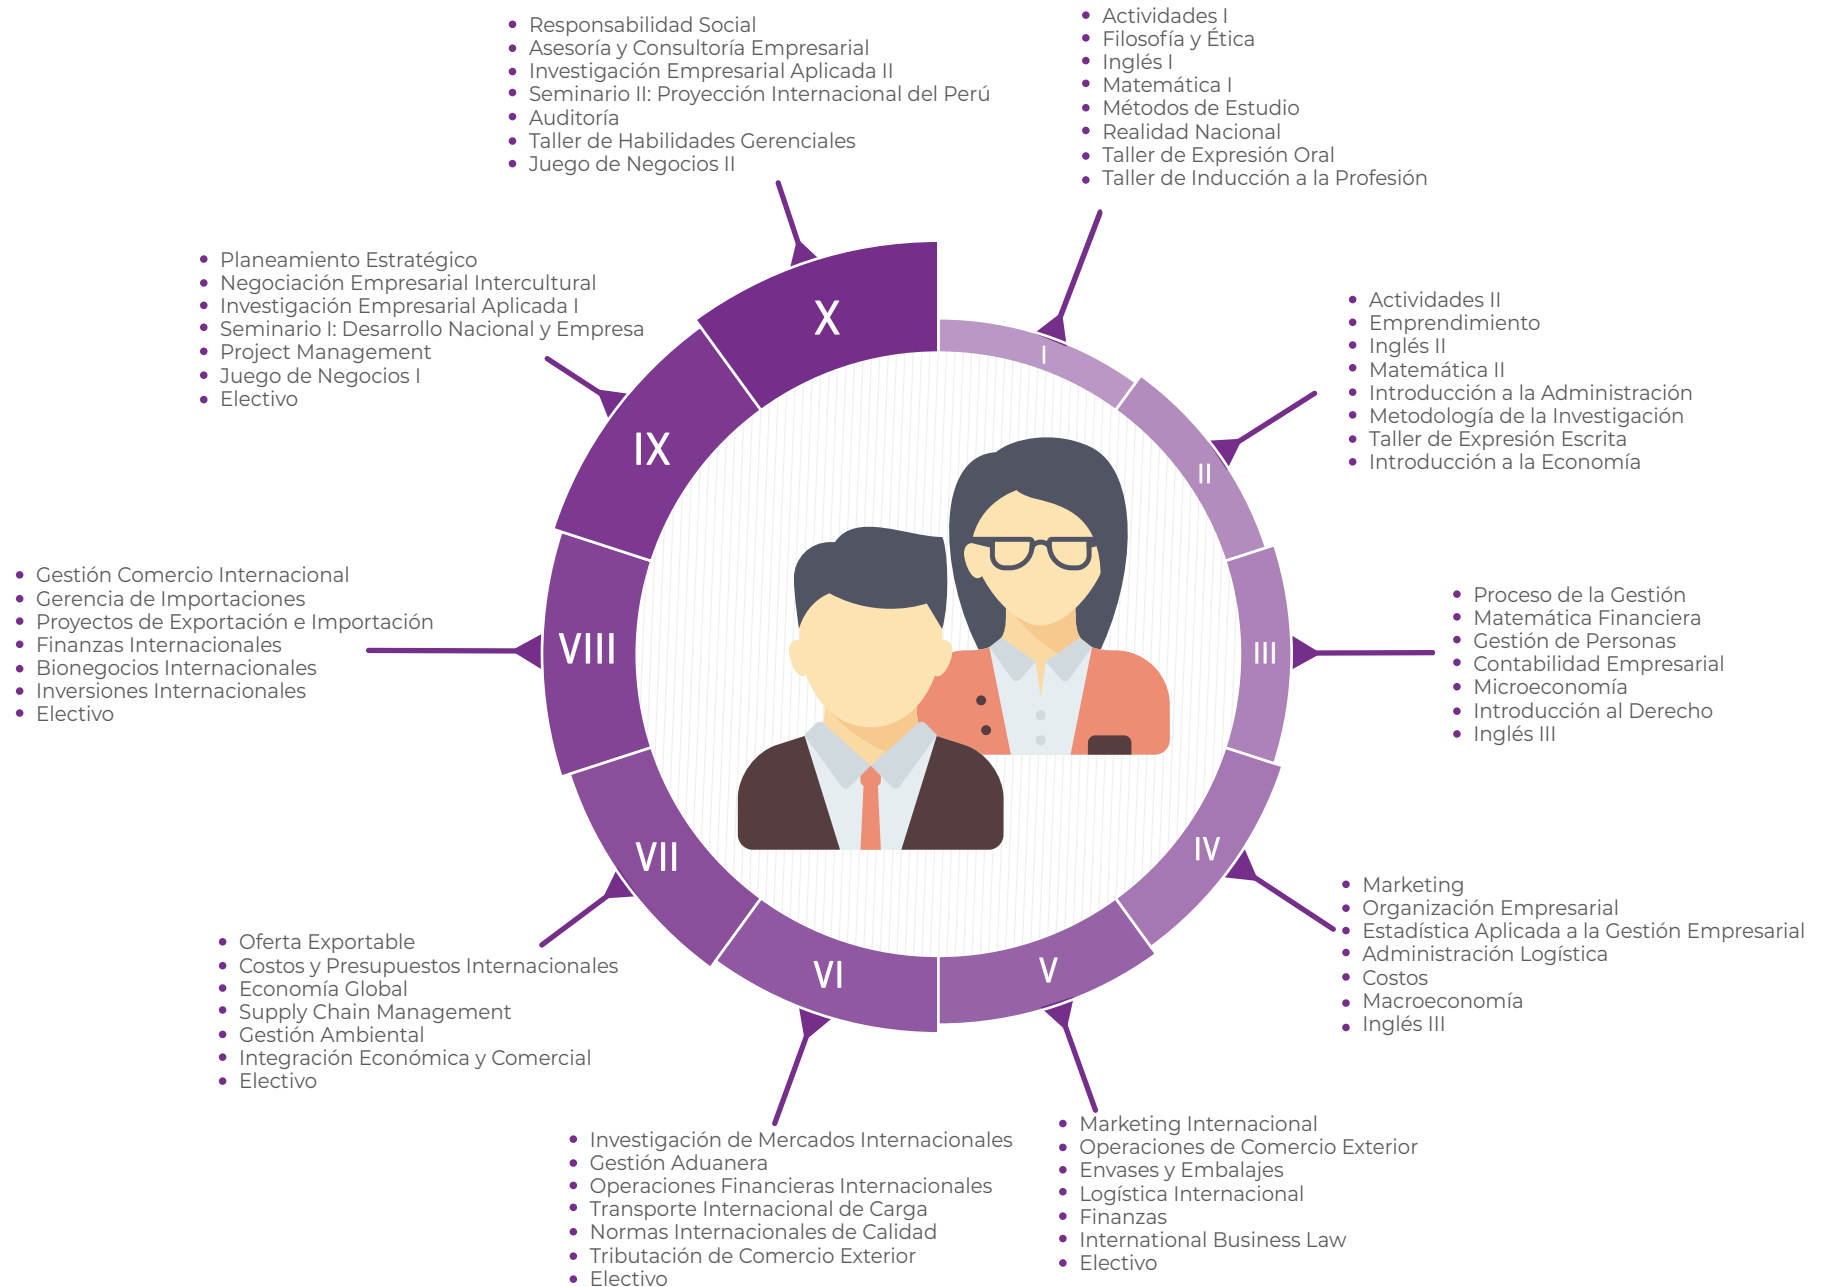 Actividades I
Filosofía y Ética
Inglés I
Matemática I
Métodos de Estudio
Realidad Nacional
Taller de Expresión Oral
Taller de Inducción a la Profesión
I
Actividades II
Emprendimiento
Inglés II
Matemática II
Introducción a la Administración
Metodología de la Investigación
Taller de Expresión Escrita
Introducción a la Economía
II
Proceso de la Gestión
Matemática Financiera
Gestión de Personas
Contabilidad Empresarial
Microeconomía
Introducción al Derecho
Inglés III
III
Marketing
Organización Empresarial
Estadística Aplicada a la Gestión Empresarial
Administración Logística
Costos
Macroeconomía
Inglés III
IV
Marketing Internacional
Operaciones de Comercio Exterior
Envases y Embalajes
Logística Internacional
Finanzas
International Business Law
Electivo
V
Investigación de Mercados Internacionales
Gestión Aduanera
Operaciones Financieras Internacionales
Transporte Internacional de Carga
Normas Internacionales de Calidad
Tributación de Comercio Exterior
Electivo
VI
Oferta Exportable
Costos y Presupuestos Internacionales
Economía Global
Supply Chain Management
Gestión Ambiental
Integración Económica y Comercial
Electivo
VII
Gestión Comercio Internacional
Gerencia de Importaciones
Proyectos de Exportación e Importación
Finanzas Internacionales
Bionegocios Internacionales
Inversiones Internacionales
Electivo
VIII
Planeamiento Estratégico
Negociación Empresarial Intercultural
Investigación Empresarial Aplicada I
Seminario I: Desarrollo Nacional y Empresa
Project Management
Juego de Negocios I
Electivo
IX
Responsabilidad Social
Asesoría y Consultoría Empresarial
Investigación Empresarial Aplicada II
Seminario II: Proyección Internacional del Perú
Auditoría
Taller de Habilidades Gerenciales
Juego de Negocios II
X